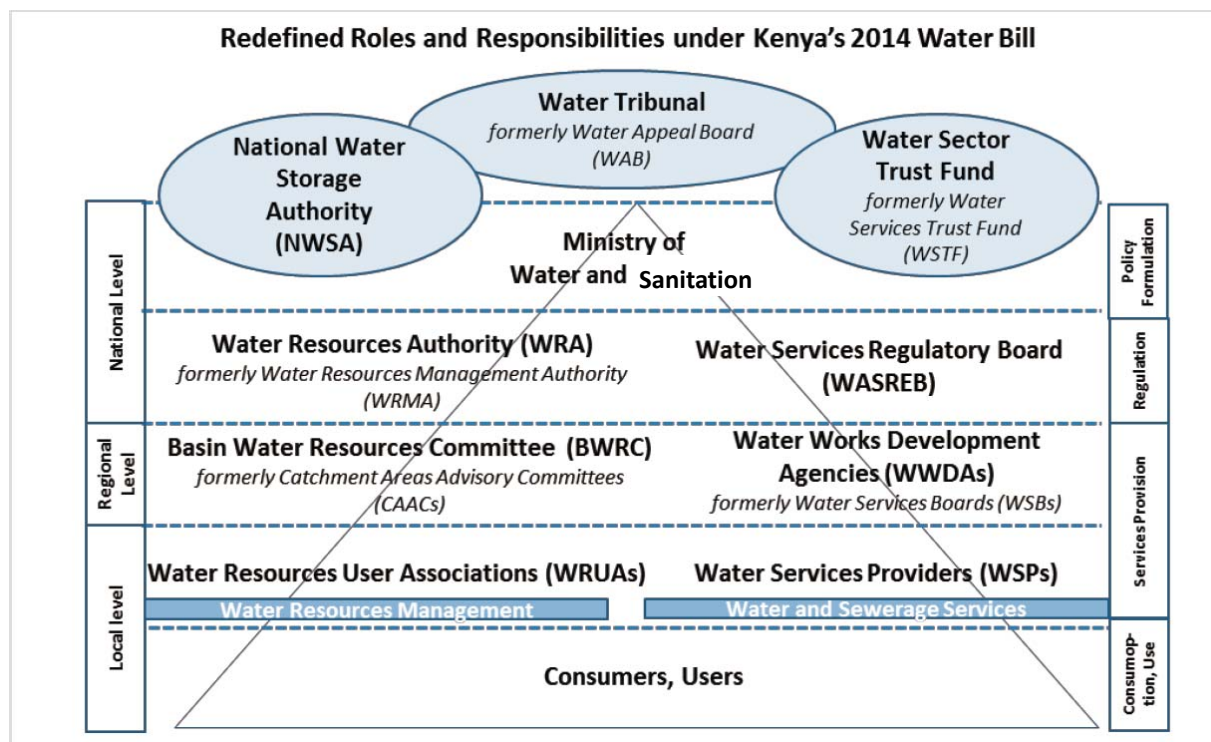 Redefined Roles and Responsibilities under Kenya's 2014 Water Bill
Water Tribunal
formerly Water Appeal Board
(WAB)
National Water
Storage
Authority
(NWSA)
Water Sector
Trust Fund
formerly Water
Services Trust Fund
(WSTF)
National Level
Ministry of
Water and Sanitation
Policy
Formulation
Water Resources Authority (WRA)
formerly Water Resources Management Authority
(WRMA)
Water Services Regulatory Board
(WASREB)
Regulation
Regional
Level
Basin Water Resources Committee (BWRC)
formerly Catchment Areas Advisory Committees
(CAACs)
Water Works Development
Agencies (WWDAs)
formerly Water Services Boards (WSBs)
Services Provision
Local level
Water Resources User Associations (WRUAs)
Water Services Providers (WSPs)
Water Resources Management
Water and Sewerage Services
Consumers, Users
Consumop-
tion, Use